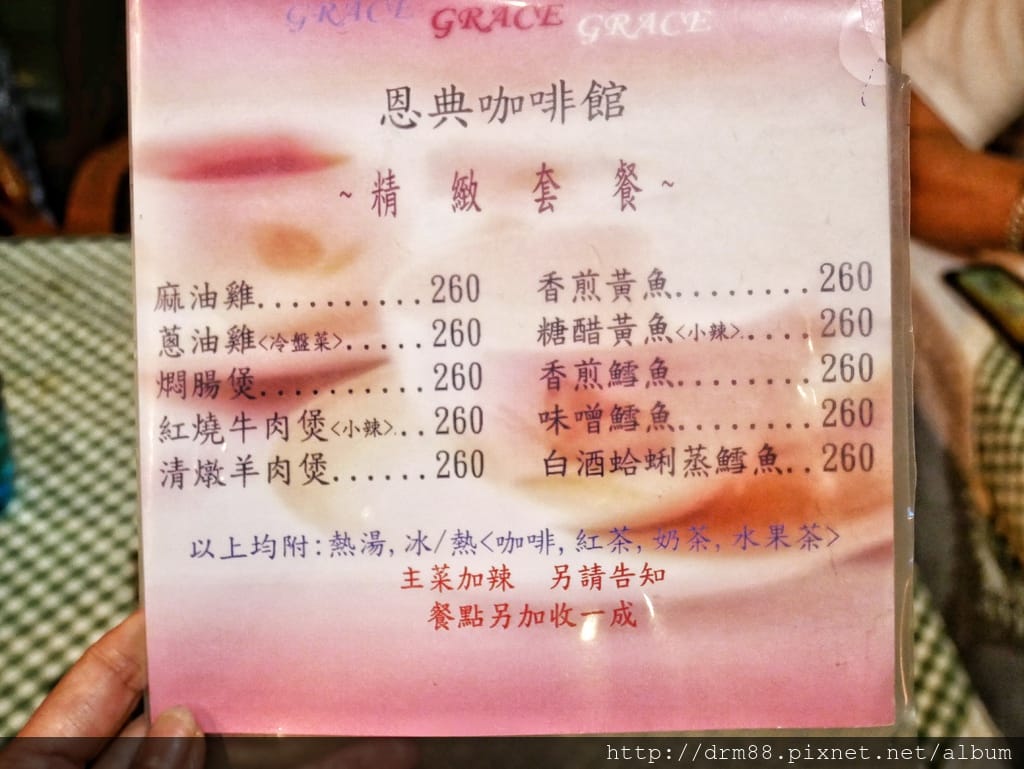 GRACE GRACE GRACE
恩典咖啡館
~精緻套餐~
麻油雞..........260
蔥油雞<冷盤菜>.....260
燜腸煲..........260
紅燒牛肉煲<小辣>...260
清燉羊肉煲......260
香煎黃魚........260
糖醋黃魚<小辣>.....260
香煎鱈魚........260
味噌鱈魚........260
白酒蛤蜊蒸鱈魚..260
以上均附:熱湯,冰/熱<咖啡,紅茶,奶茶,水果茶>
主菜加辣 另請告知
餐點另加收一成
http://drm88.pixnet.net/album